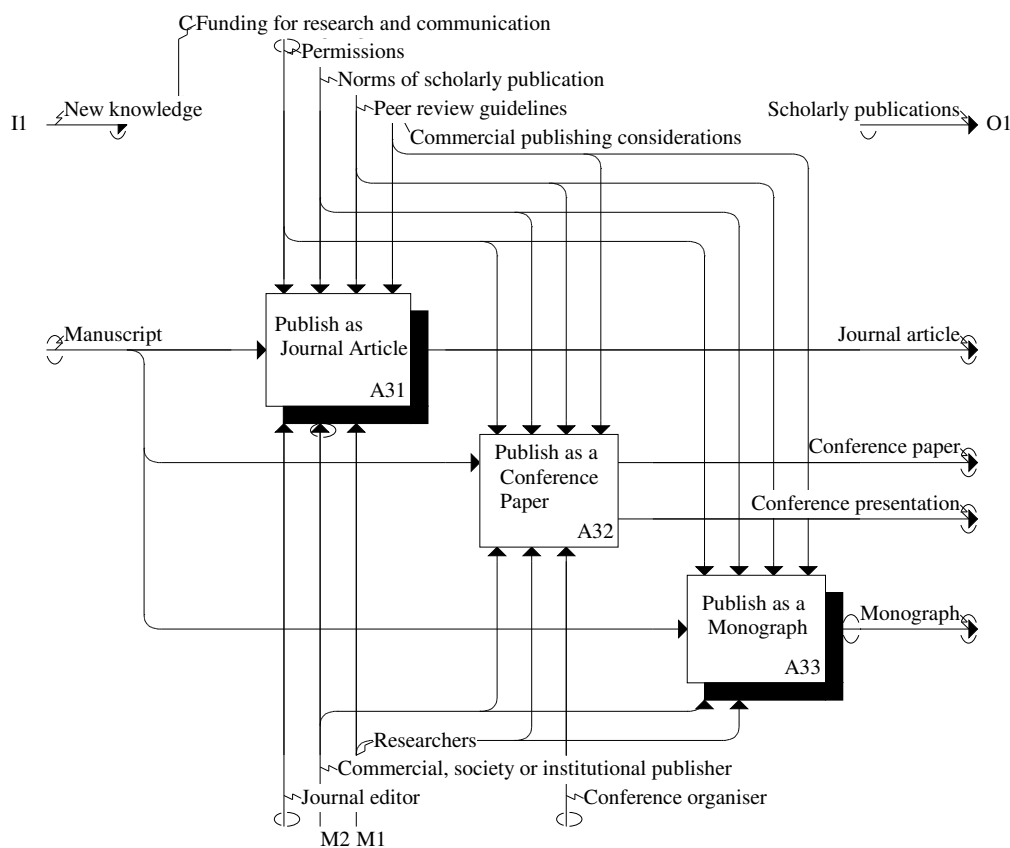 C Funding for research and communication
Permissions
Norms of scholarly publication
New knowledge
Peer review guidelines
Scholarly publications
I1
O1
Commercial publishing considerations
Publish as
Journal Article
A31
Manuscript
Journal article
Publish as a
Conference
Paper
A32
Conference paper
Conference presentation
Publish as a
Monograph
A33
Monograph
Researchers
Commercial, society or institutional publisher
Journal editor
Conference organiser
M2 M1